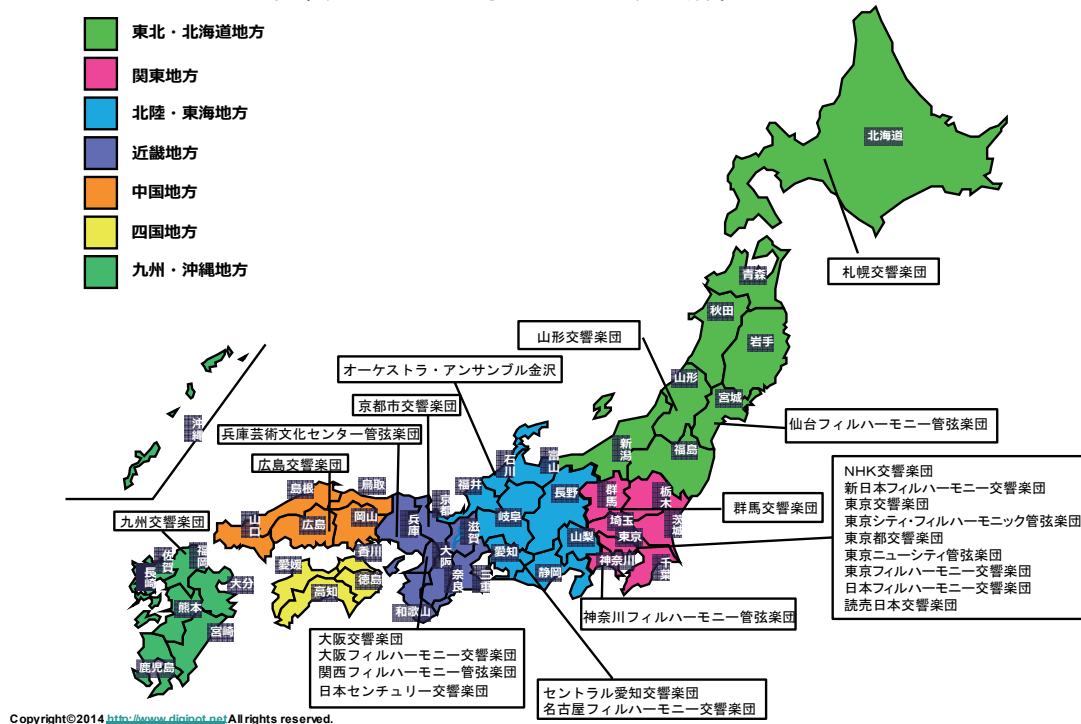 東北・北海道地方
関東地方
北陸・東海地方
近畿地方
中国地方
四国地方
九州・沖縄地方
北海道
札幌交響楽団
青森
秋田
岩手
山形交響楽団
山形
宮城
オーケストラ・アンサンブル金沢
京都市交響楽団
仙台フィルハーモニー管弦楽団
兵庫芸術文化センター管弦楽団
沖縄
新潟
福島
広島交響楽団
石川
富山
NHK交響楽団
新日本フィルハーモニー交響楽団
東京交響楽団
東京シティ・フィルハーモニック管弦楽団
東京都交響楽団
東京ニューシティ管弦楽団
東京フィルハーモニー交響楽団
日本フィルハーモニー交響楽団
読売日本交響楽団
群馬交響楽団
島根
鳥取
福井
長野
群馬
栃木
京都
九州交響楽団
山口
広島
岡山
兵庫
滋賀
岐阜
埼玉
茨城
東京
山梨
佐賀
福岡
香川
大阪
愛知
神奈川
千葉
長崎
大分
愛媛
徳島
高知
奈良
三重
静岡
熊本
和歌山
宮崎
神奈川フィルハーモニー管弦楽団
鹿児島
大阪交響楽団
大阪フィルハーモニー交響楽団
関西フィルハーモニー管弦楽団
日本センチュリー交響楽団
セントラル愛知交響楽団
名古屋フィルハーモニー交響楽団
Copyright©2014 http://www.digipot.net All rights reserved.